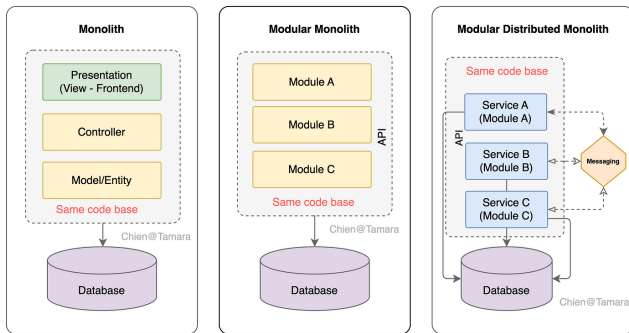 Monolith
Presentation
(View - Frontend)
Controller
Model/Entity
Same code base
Chien@Tamara
Database
Modular Monolith
Module A
Module B
Module C
API
Same code base
Chien@Tamara
Database
Modular Distributed Monolith
Same code base
Service A
(Module A)
API
Service B
(Module B)
Messaging
Service C
(Module C)
Database
Chien@Tamara